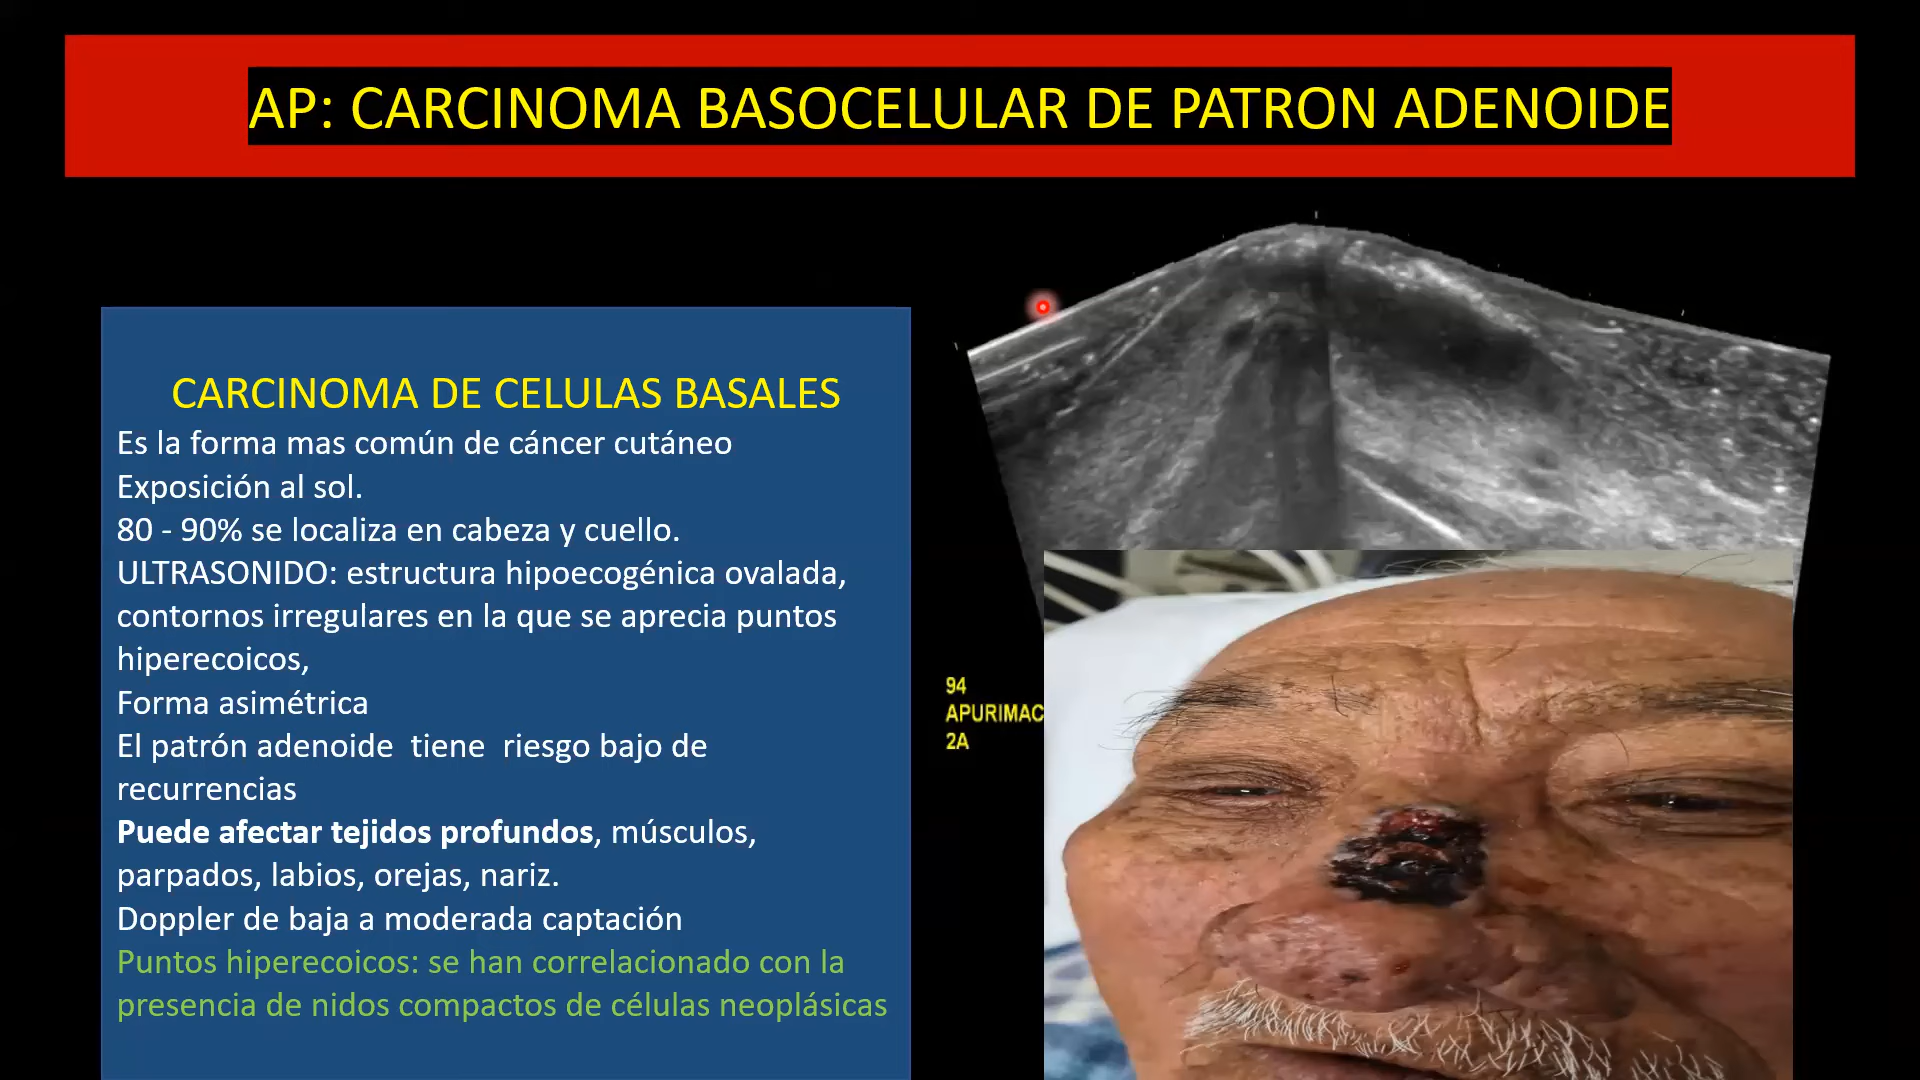 AP: CARCINOMA BASOCELULAR DE PATRON ADENOIDE
CARCINOMA DE CELULAS BASALES
Es la forma mas común de cáncer cutáneo
Exposición al sol.
80 - 90% se localiza en cabeza y cuello.
ULTRASONIDO: estructura hipoecogénica ovalada,
contornos irregulares en la que se aprecia puntos
hiperecoicos,
Forma asimétrica
El patrón adenoide tiene riesgo bajo de
recurrencias
Puede afectar tejidos profundos, músculos,
parpados, labios, orejas, nariz.
Doppler de baja a moderada captación
Puntos hiperecoicos: se han correlacionado con la
presencia de nidos compactos de células neoplásicas
94
APURIMAC
2A